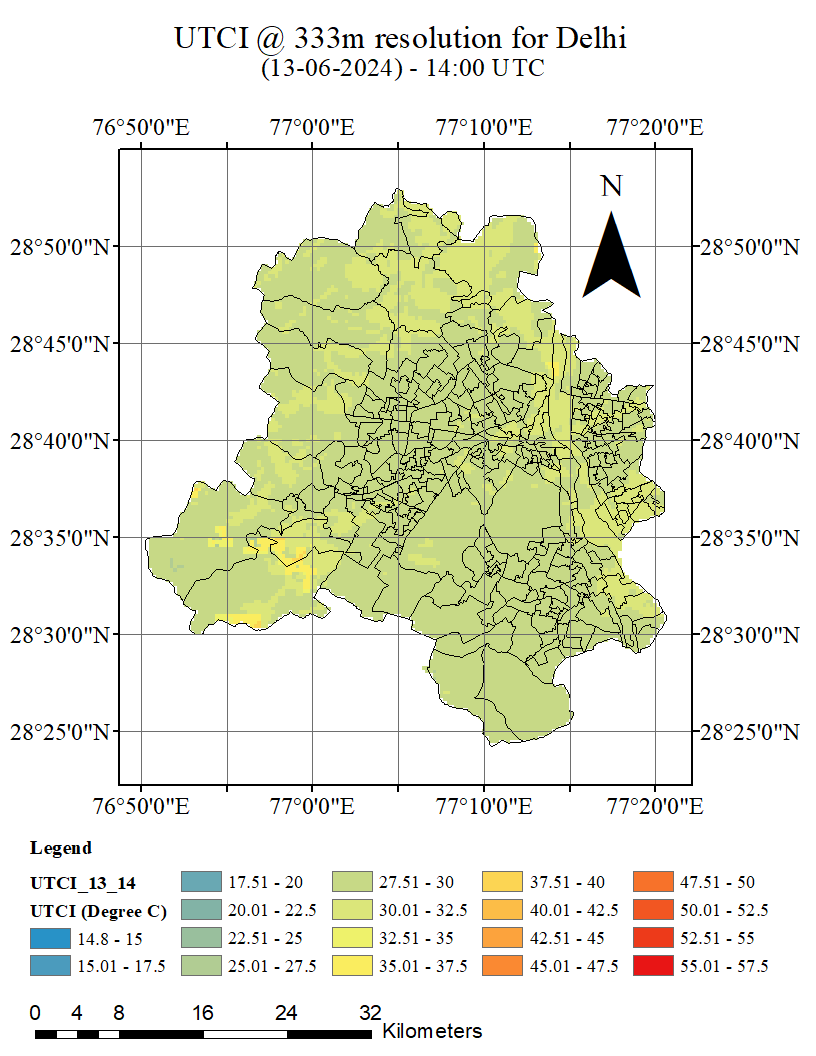 UTCI @ 333m resolution for Delhi
(13-06-2024) - 14:00 UTC
76°50'0"E 77°0'0"E 77°10'0"E 77°20'0"E
N
28°50'0"N 28°50'0"N
28°45'0"N 28°45'0"N
28°40'0"N 28°40'0"N
28°35'0"N 28°35'0"N
28°30'0"N 28°30'0"N
28°25'0"N 28°25'0"N
76°50'0"E 77°0'0"E 77°10'0"E 77°20'0"E
Legend
UTCI_13_14 17.51 - 20 27.51 - 30 37.51 - 40 47.51 - 50
UTCI (Degree C) 20.01 - 22.5 30.01 - 32.5 40.01 - 42.5 50.01 - 52.5
14.8 - 15 22.51 - 25 32.51 - 35 42.51 - 45 52.51 - 55
15.01 - 17.5 25.01 - 27.5 35.01 - 37.5 45.01 - 47.5 55.01 - 57.5
0 4 8 16 24 32
Kilometers